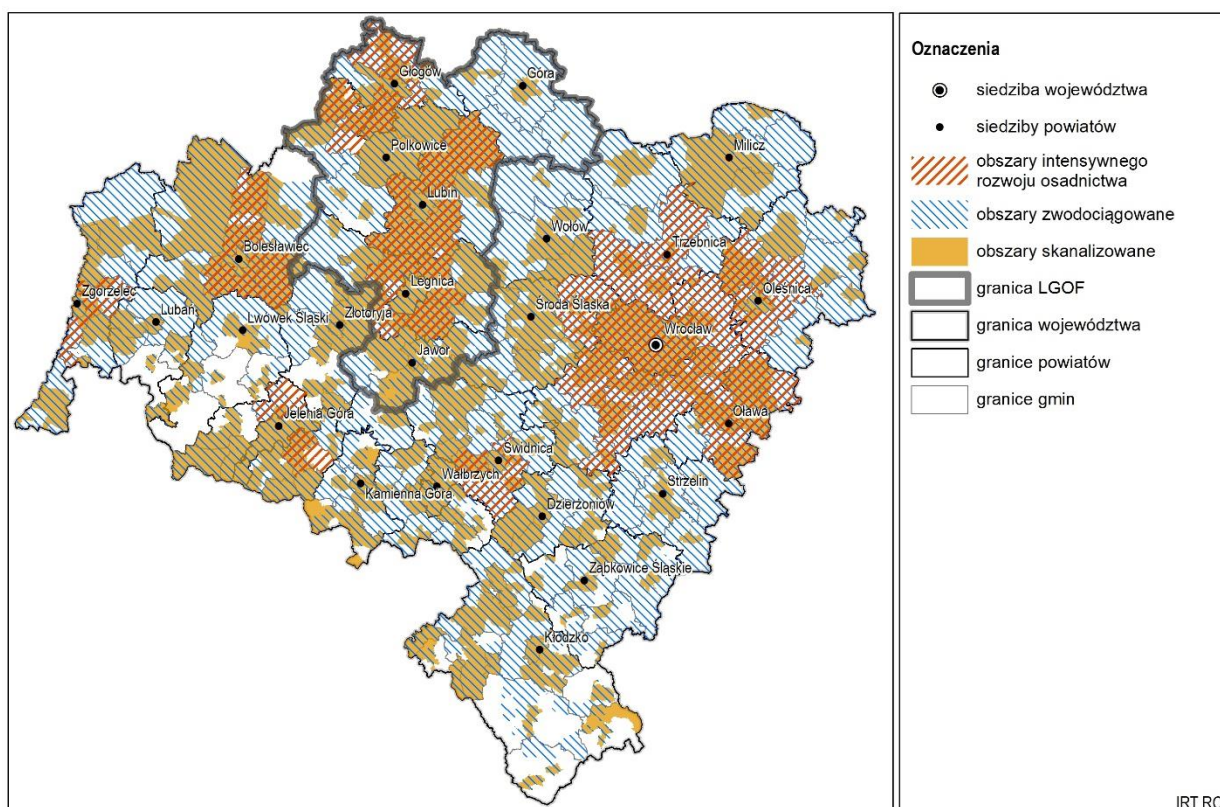 Głogów
Góra
Polkowice
Milicz
Lubin
Wołów
Bolesławiec
Trzebnica
Legnica
Oleśnica
Zgorzelec
Środa Śląska
Lubań
Lwówek Śląski
Złotoryja
Wrocław
Jawor
Jelenia Góra
Oława
Świdnica
Wałbrzych
Kamienna Góra
Strzelin
Dzierżoniów
Ząbkowice Śląskie
Kłodzko
Oznaczenia
siedziba województwa
siedziby powiatów
obszary intensywnego
rozwoju osadnictwa
obszary zwodociągowane
obszary skanalizowane
granica LGOF
granica województwa
granice powiatów
granice gmin
IRT RO